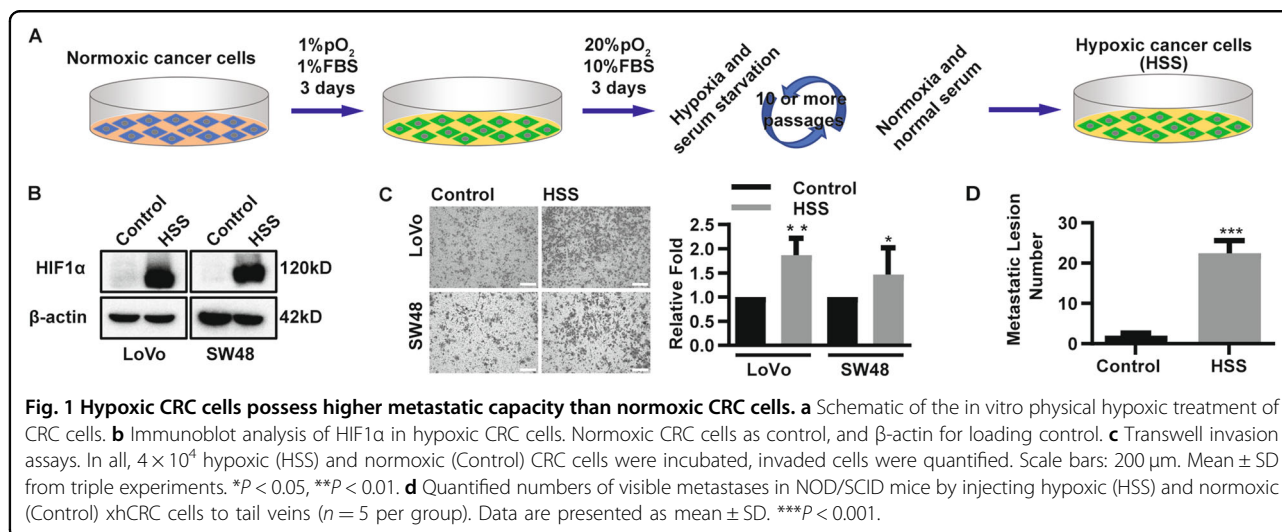 A
Normoxic cancer cells
1%pO₂
1%FBS
3 days
20%pO₂
10%FBS
3 days
Hypoxia and
serum starvation
10 or more
passages
Normoxia and
normal serum
Hypoxic cancer cells
(HSS)
B
Control
HSS
Control
HSS
HIF1α
120kD
β-actin
42kD
LoVo
SW48
C
Control
HSS
LoVo
SW48
Control
HSS
Relative Fold
2.5
2.0
1.5
1.0
0.5
0.0
**
*
LoVo
SW48
D
Metastatic Lesion
Number
30
20
10
0
***
Control
HSS
Fig. 1 Hypoxic CRC cells possess higher metastatic capacity than normoxic CRC cells. a Schematic of the in vitro physical hypoxic treatment of
CRC cells. b Immunoblot analysis of HIF1α in hypoxic CRC cells. Normoxic CRC cells as control, and β-actin for loading control. c Transwell invasion
assays. In all, 4 × 10⁴ hypoxic (HSS) and normoxic (Control) CRC cells were incubated, invaded cells were quantified. Scale bars: 200 μm. Mean ± SD
from triple experiments. *P < 0.05, **P < 0.01. d Quantified numbers of visible metastases in NOD/SCID mice by injecting hypoxic (HSS) and normoxic
(Control) xhCRC cells to tail veins (n = 5 per group). Data are presented as mean ± SD. ***P < 0.001.